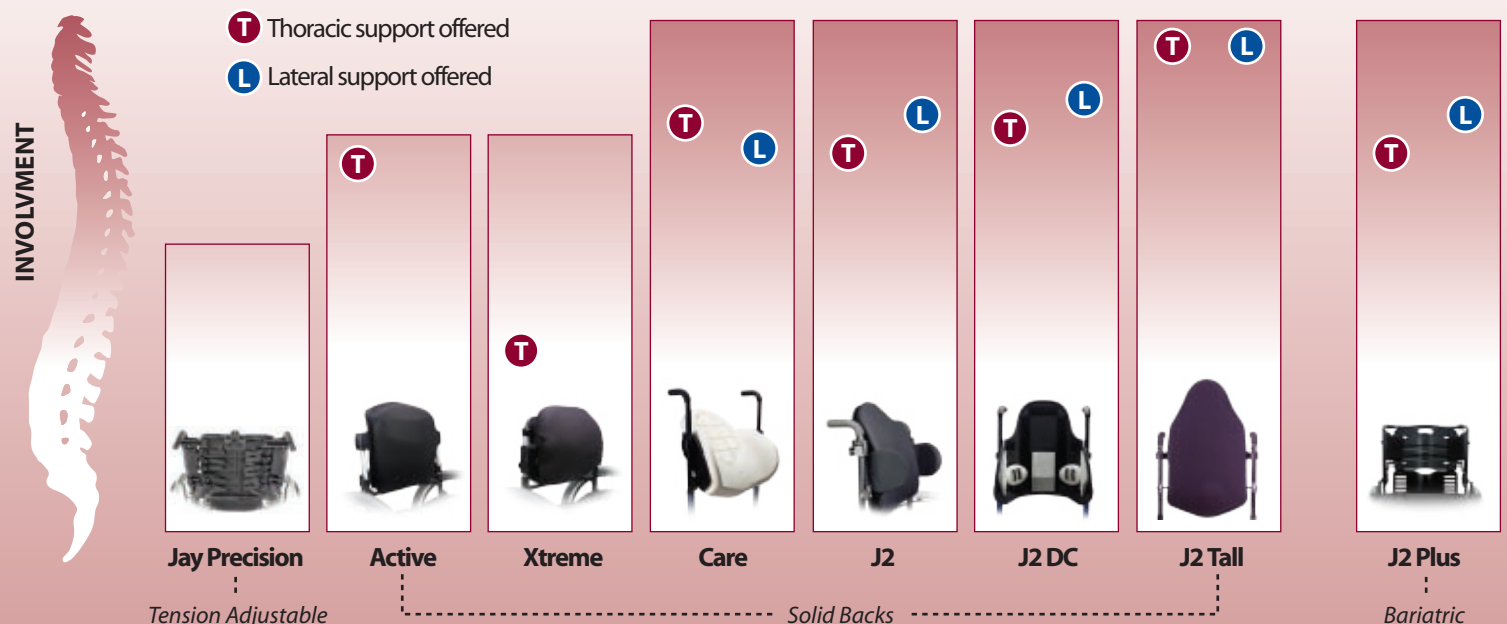 T Thoracic support offered
L Lateral support offered
INVOLVMENT
T
T
T
L
T
L
T
L
T
L
T
L
Jay Precision
Active
Xtreme
Care
J2
J2 DC
J2 Tall
J2 Plus
Tension Adjustable
Solid Backs
Bariatric